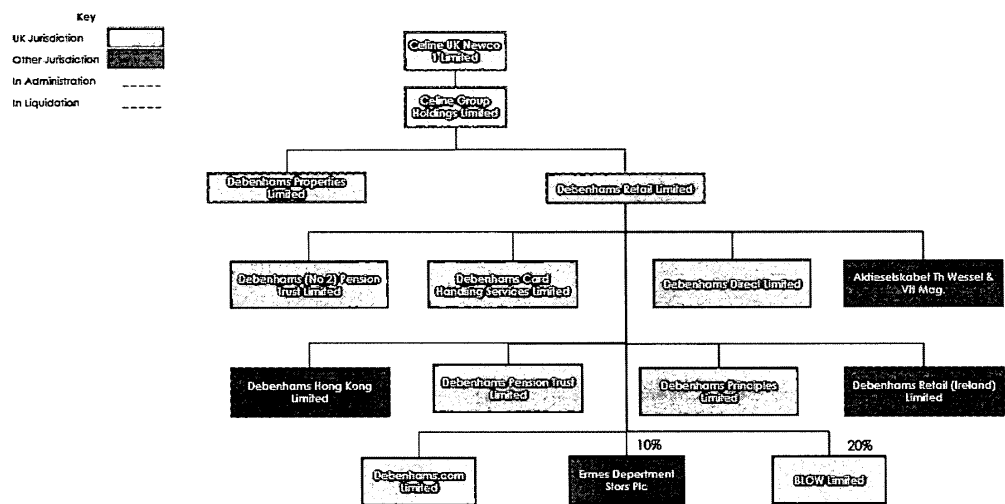 Key
UK Jurisdiction
Other Jurisdiction
In Administration
In Liquidation
Celine UK Newco
1 Limited
Celine Group
Holdings Limited
Debenhams Properties
Limited
Debenhams Retail Limited
Debenhams (No 2) Pension
Trust Limited
Debenhams Card
Handling Services Limited
Debenhams Direct Limited
Aktieselskabet Th Wessel &
Vlt Mag.
Debenhams Hong Kong
Limited
Debenhams Pension Trust
Limited
Debenhams Principles
Limited
Debenhams Retail (Ireland)
Limited
10%
20%
Debenhams.com
Limited
Ermes Depertment
Stors Plc.
BLOW Limited